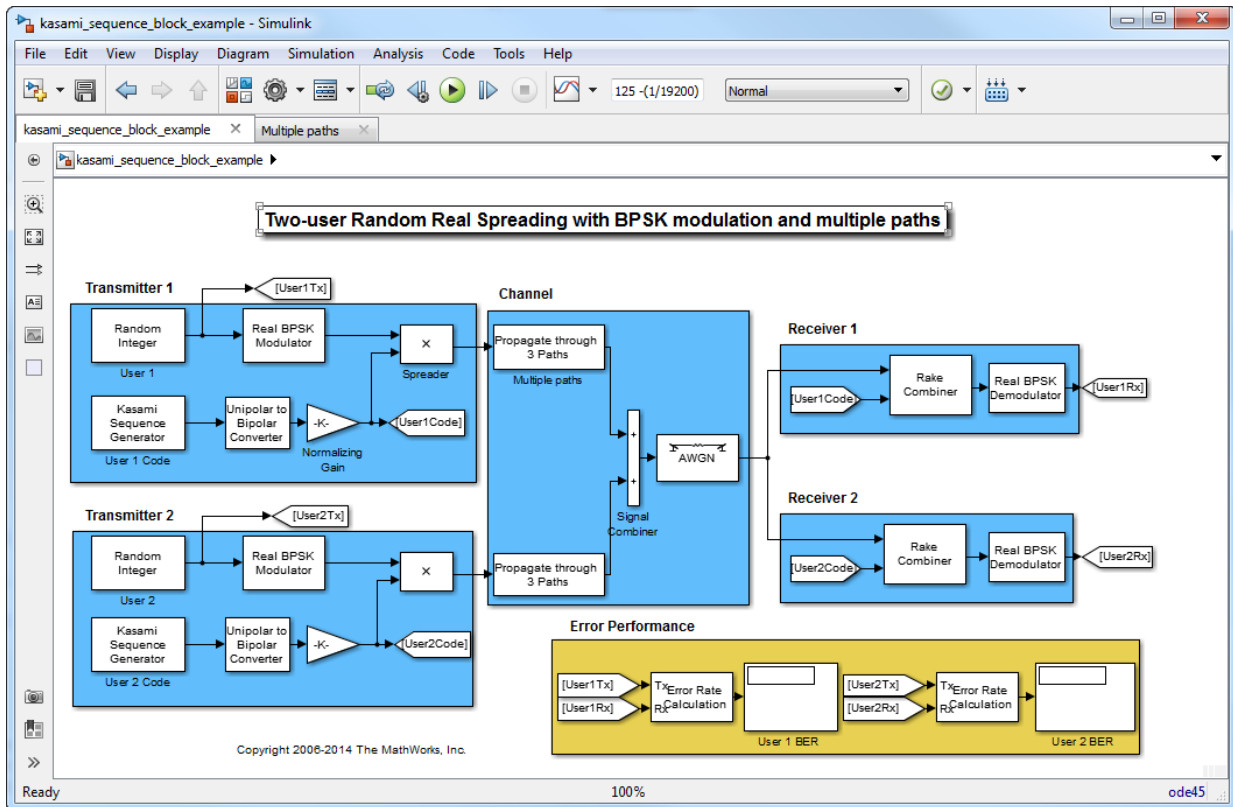 kasami_sequence_block_example - Simulink
File Edit View Display Diagram Simulation Analysis Code Tools Help
125 -(1/19200) Normal
kasami_sequence_block_example Multiple paths
kasami_sequence_block_example
Two-user Random Real Spreading with BPSK modulation and multiple paths
Transmitter 1
[User1Tx]
Random
Integer
User 1
Real BPSK
Modulator
×
Spreader
Kasami
Sequence
Generator
User 1 Code
Unipolar to
Bipolar
Converter
-K-
Normalizing
Gain
[User1Code]
Transmitter 2
[User2Tx]
Random
Integer
User 2
Real BPSK
Modulator
×
Kasami
Sequence
Generator
User 2 Code
Unipolar to
Bipolar
Converter
-K-
[User2Code]
Channel
Propagate through
3 Paths
Multiple paths
+
+
Signal
Combiner
AWGN
Propagate through
3 Paths
Receiver 1
[User1Code]
Rake
Combiner
Real BPSK
Demodulator
[User1Rx]
Receiver 2
[User2Code]
Rake
Combiner
Real BPSK
Demodulator
[User2Rx]
Error Performance
[User1Tx]
[User1Rx]
Tx
Rx
Error Rate
Calculation
User 1 BER
[User2Tx]
[User2Rx]
Tx
Rx
Error Rate
Calculation
User 2 BER
Copyright 2006-2014 The MathWorks, Inc.
Ready 100% ode45